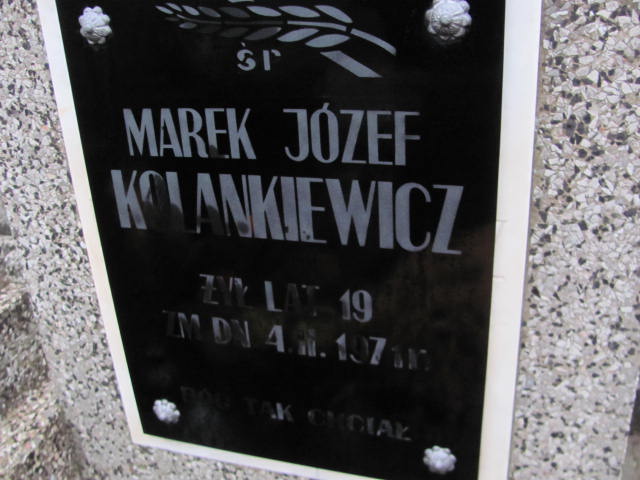 śp
MAREK JÓZEF
KOLANKIEWICZ
ŻYŁ LAT 19
ZM DN 4.II.1971 r.
BÓG TAK CHCIAŁ